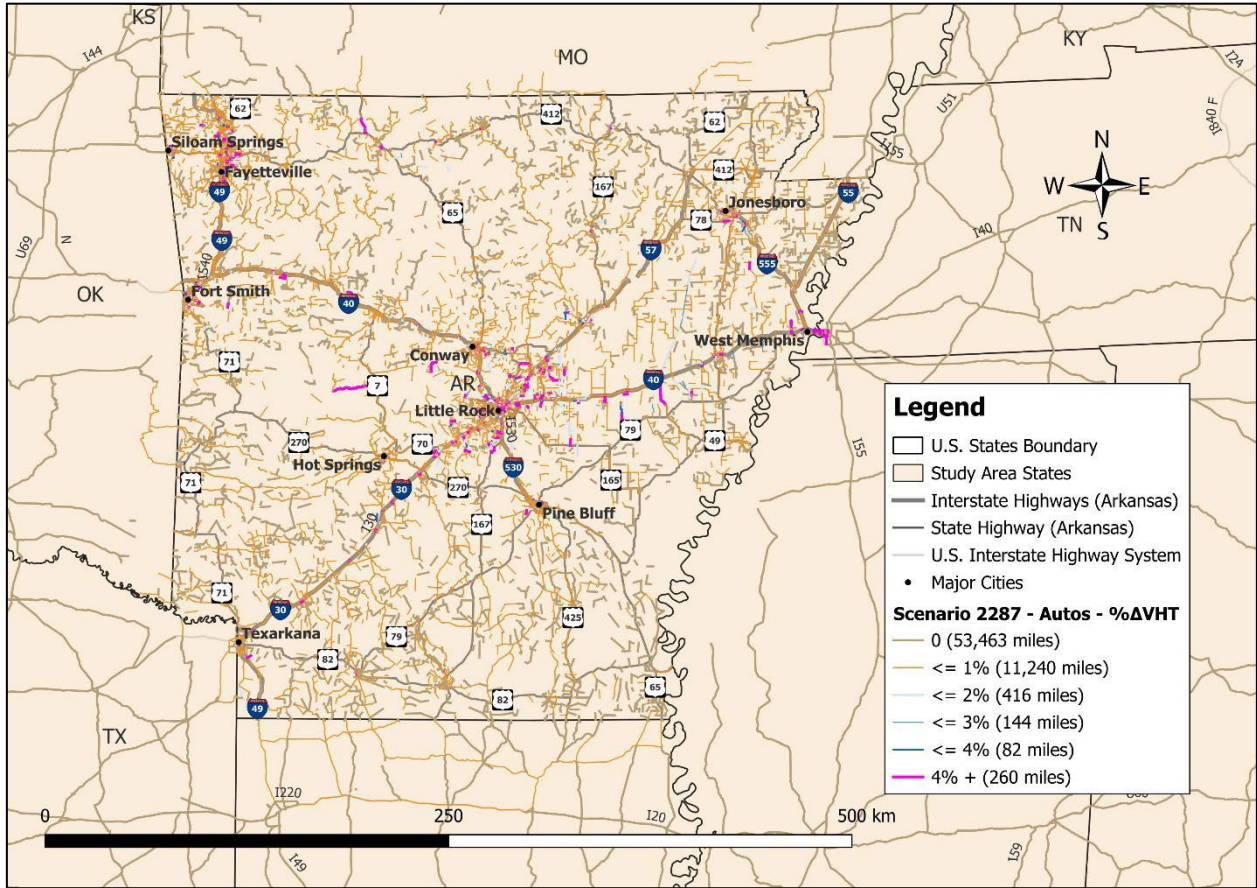 KS
I44
MO
KY
I24
U51
I840 F
62
412
62
Siloam Springs
I155
N
Fayetteville
412
49
167
55
W
E
65
Jonesboro
78
TN
S
U69
N
49
57
I40
555
I540
OK
Fort Smith
40
West Memphis
Conway
71
7
AR
40
Little Rock
I530
79
270
70
49
Hot Springs
530
I55
71
30
270
165
I30
167
Pine Bluff
71
30
425
Texarkana
79
82
65
49
82
TX
I220
I20
I49
I59
0
250
500 km
Legend
U.S. States Boundary
Study Area States
Interstate Highways (Arkansas)
State Highway (Arkansas)
U.S. Interstate Highway System
Major Cities
Scenario 2287 - Autos - %ΔVHT
0 (53,463 miles)
<= 1% (11,240 miles)
<= 2% (416 miles)
<= 3% (144 miles)
<= 4% (82 miles)
4% + (260 miles)